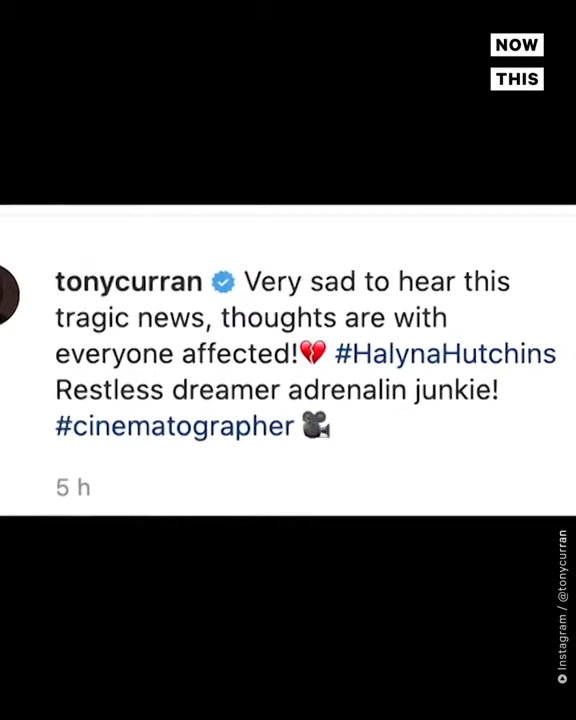 NOW
THIS
tonycurran Very sad to hear this
tragic news, thoughts are with
everyone affected!💔 #HalynaHutchins
Restless dreamer adrenalin junkie!
#cinematographer 🎥
5 h
Instagram / @tonycurran